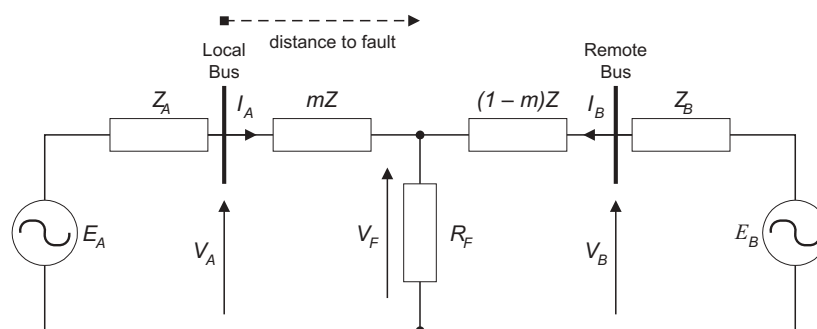 distance to fault
Local
Bus
Remote
Bus
Z_A
I_A
mZ
(1 – m)Z
I_B
Z_B
E_A
V_A
V_F
R_F
V_B
E_B